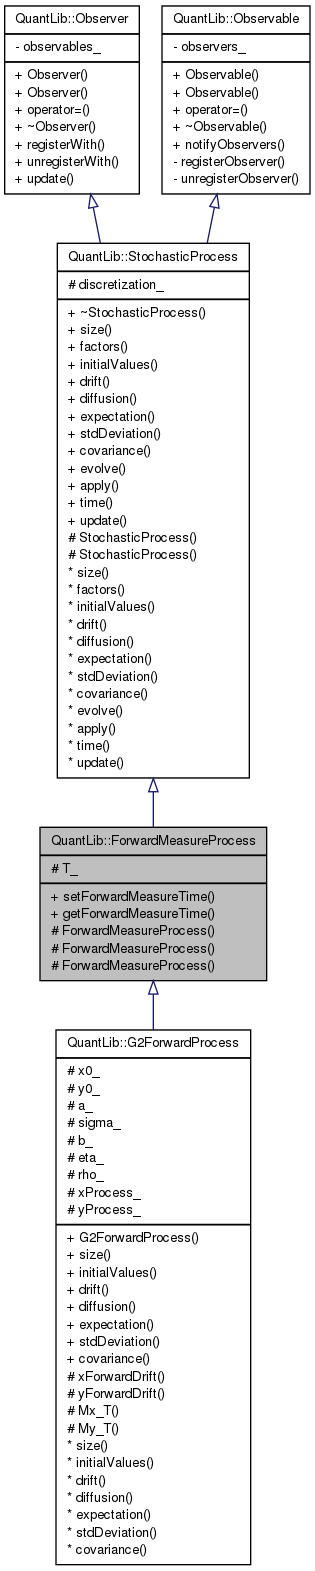 QuantLib::Observer
- observables_
+ Observer()
+ Observer()
+ operator=()
+ ~Observer()
+ registerWith()
+ unregisterWith()
+ update()
QuantLib::Observable
- observers_
+ Observable()
+ Observable()
+ operator=()
+ ~Observable()
+ notifyObservers()
- registerObserver()
- unregisterObserver()
QuantLib::StochasticProcess
# discretization_
+ ~StochasticProcess()
+ size()
+ factors()
+ initialValues()
+ drift()
+ diffusion()
+ expectation()
+ stdDeviation()
+ covariance()
+ evolve()
+ apply()
+ time()
+ update()
# StochasticProcess()
# StochasticProcess()
* size()
* factors()
* initialValues()
* drift()
* diffusion()
* expectation()
* stdDeviation()
* covariance()
* evolve()
* apply()
* time()
* update()
QuantLib::ForwardMeasureProcess
# T_
+ setForwardMeasureTime()
+ getForwardMeasureTime()
# ForwardMeasureProcess()
# ForwardMeasureProcess()
# ForwardMeasureProcess()
QuantLib::G2ForwardProcess
# x0_
# y0_
# a_
# sigma_
# b_
# eta_
# rho_
# xProcess_
# yProcess_
+ G2ForwardProcess()
+ size()
+ initialValues()
+ drift()
+ diffusion()
+ expectation()
+ stdDeviation()
+ covariance()
# xForwardDrift()
# yForwardDrift()
# Mx_T()
# My_T()
* size()
* initialValues()
* drift()
* diffusion()
* expectation()
* stdDeviation()
* covariance()